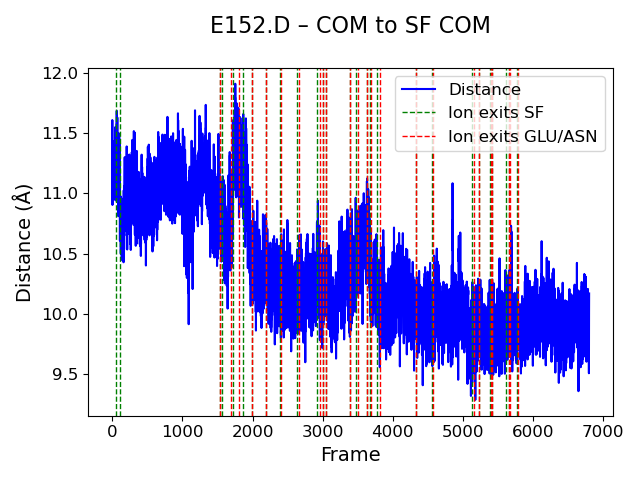 E152.D – COM to SF COM
12.0
11.5
11.0
10.5
10.0
9.5
Distance (Å)
Distance
Ion exits SF
Ion exits GLU/ASN
0 1000 2000 3000 4000 5000 6000 7000
Frame